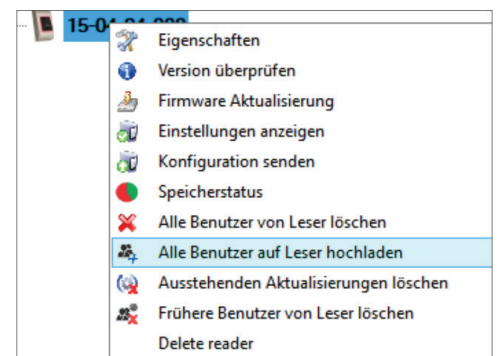 Eigenschaften
Version überprüfen
Firmware Aktualisierung
Einstellungen anzeigen
Konfiguration senden
Speicherstatus
Alle Benutzer von Leser löschen
Alle Benutzer auf Leser hochladen
Ausstehenden Aktualisierungen löschen
Frühere Benutzer von Leser löschen
Delete reader